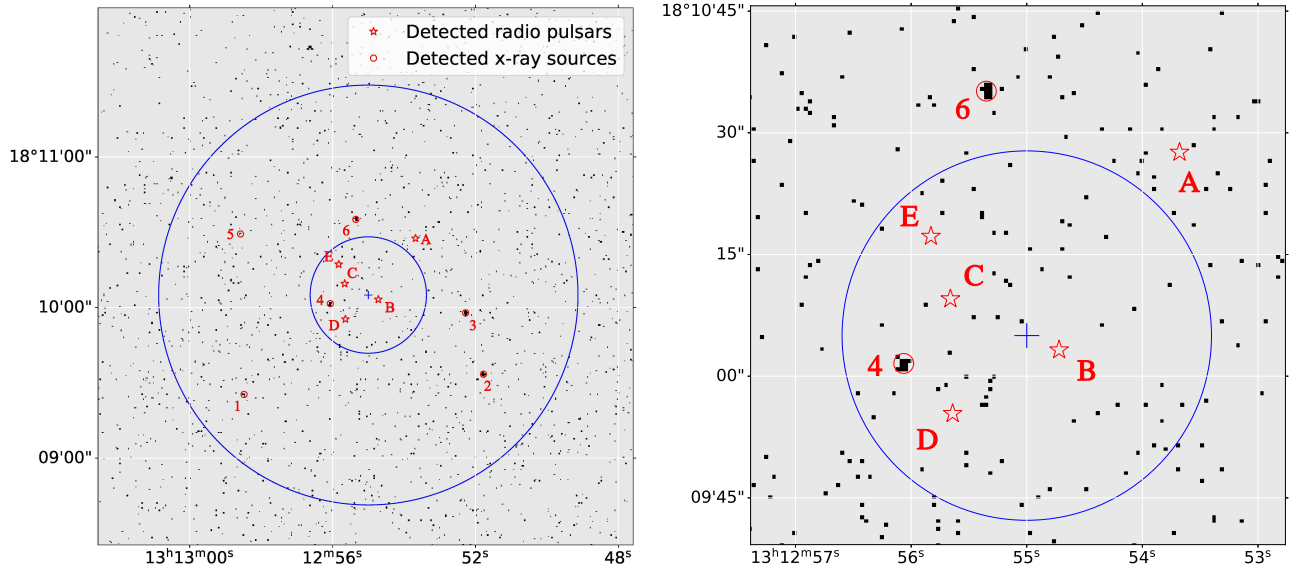 Detected radio pulsars
Detected x-ray sources
18°11'00"
10'00"
09'00"
5
6
A
E
C
4
B
D
3
2
1
13ʰ13ᵐ00ˢ
12ᵐ56ˢ
52ˢ
48ˢ
18°10'45"
30"
15"
00"
09'45"
6
A
E
C
4
B
D
13ʰ12ᵐ57ˢ
56ˢ
55ˢ
54ˢ
53ˢ